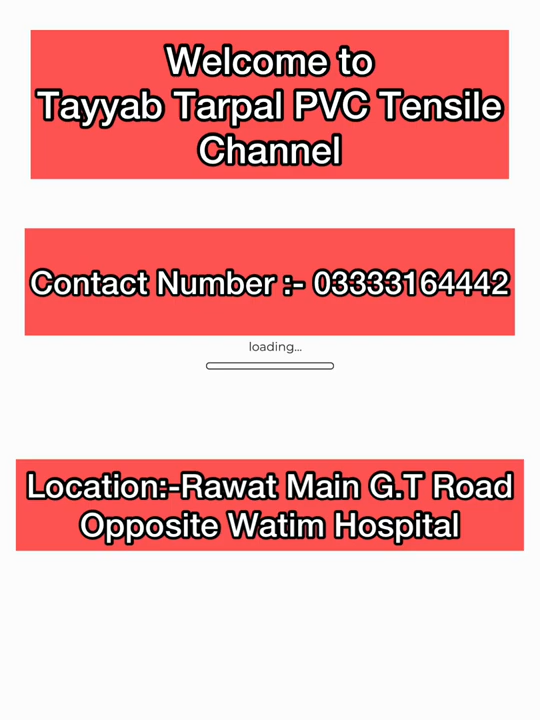 Welcome to
Tayyab Tarpal PVC Tensile
Channel
Contact Number :- 03333164442
loading...
Location:-Rawat Main G.T Road
Opposite Watim Hospital